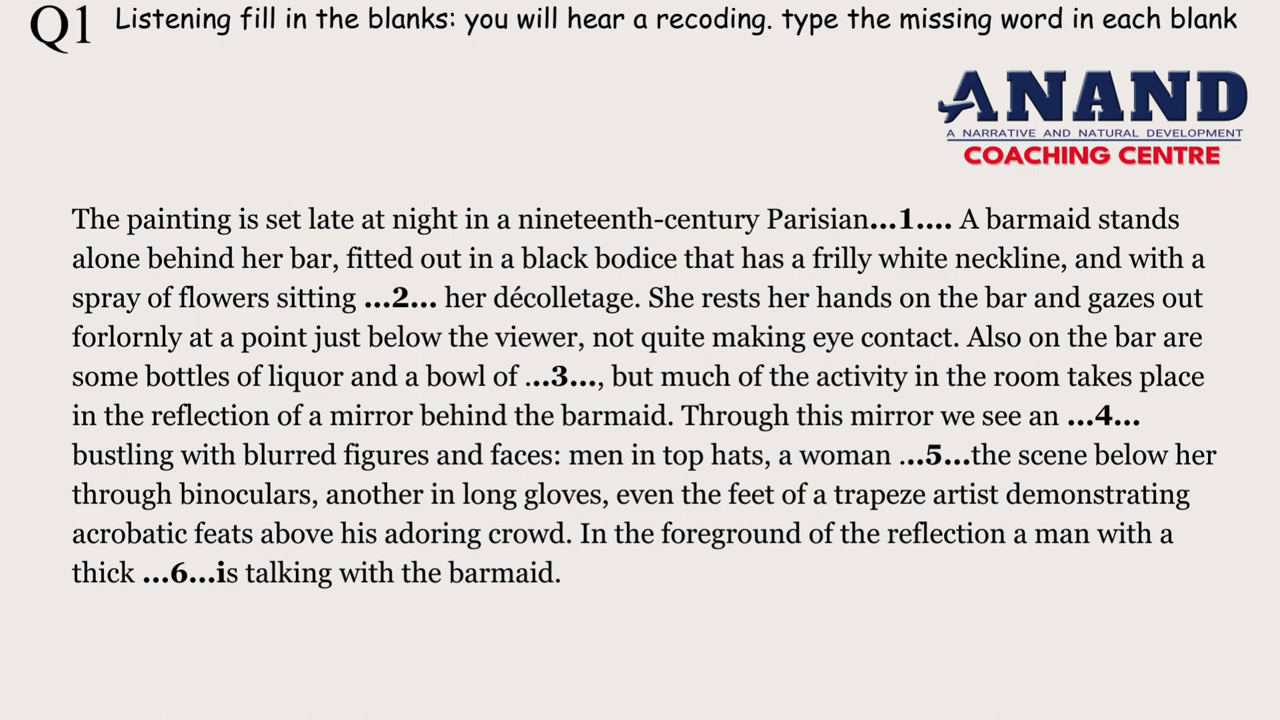 Q1 Listening fill in the blanks: you will hear a recoding. type the missing word in each blank
ANAND
A NARRATIVE AND NATURAL DEVELOPMENT
COACHING CENTRE
The painting is set late at night in a nineteenth-century Parisian...1.... A barmaid stands
alone behind her bar, fitted out in a black bodice that has a frilly white neckline, and with a
spray of flowers sitting ...2... her décolletage. She rests her hands on the bar and gazes out
forlornly at a point just below the viewer, not quite making eye contact. Also on the bar are
some bottles of liquor and a bowl of ...3..., but much of the activity in the room takes place
in the reflection of a mirror behind the barmaid. Through this mirror we see an ...4...
bustling with blurred figures and faces: men in top hats, a woman ...5...the scene below her
through binoculars, another in long gloves, even the feet of a trapeze artist demonstrating
acrobatic feats above his adoring crowd. In the foreground of the reflection a man with a
thick ...6...is talking with the barmaid.